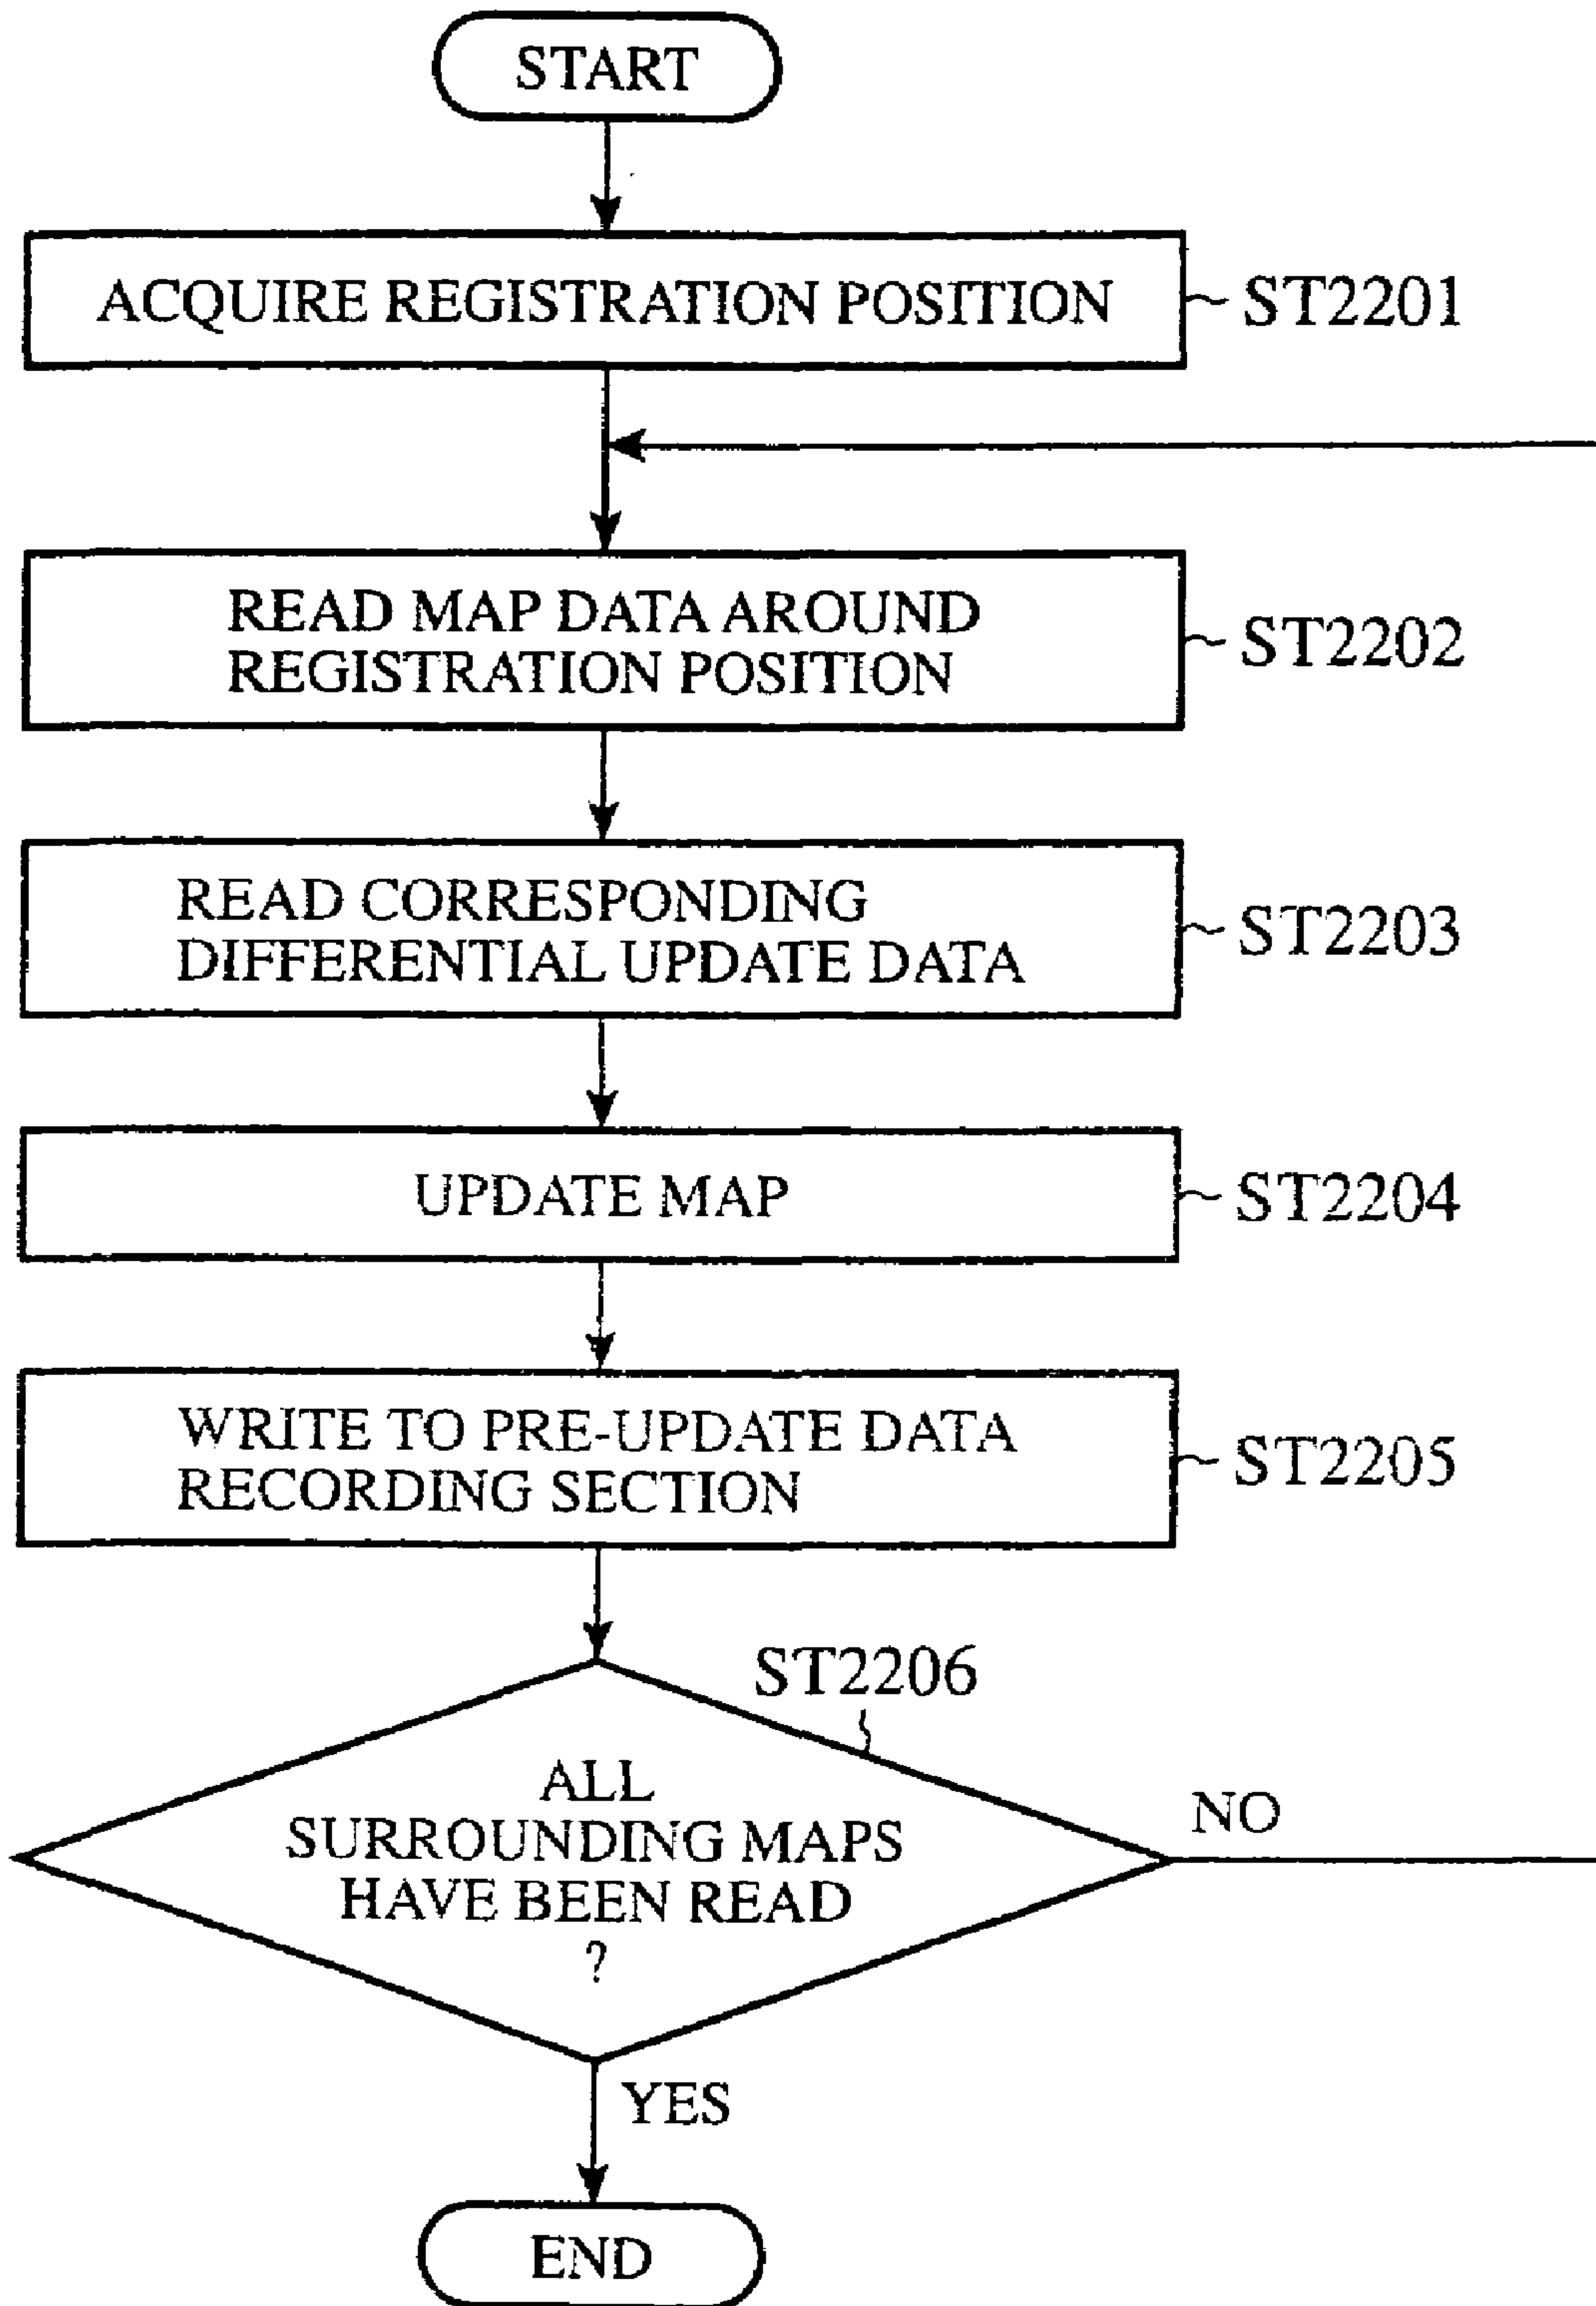 START
ACQUIRE REGISTRATION POSITION
ST2201
READ MAP DATA AROUND
REGISTRATION POSITION
ST2202
READ CORRESPONDING
DIFFERENTIAL UPDATE DATA
ST2203
UPDATE MAP
ST2204
WRITE TO PRE-UPDATE DATA
RECORDING SECTION
ST2205
ST2206
ALL
SURROUNDING MAPS
HAVE BEEN READ
?
NO
YES
END